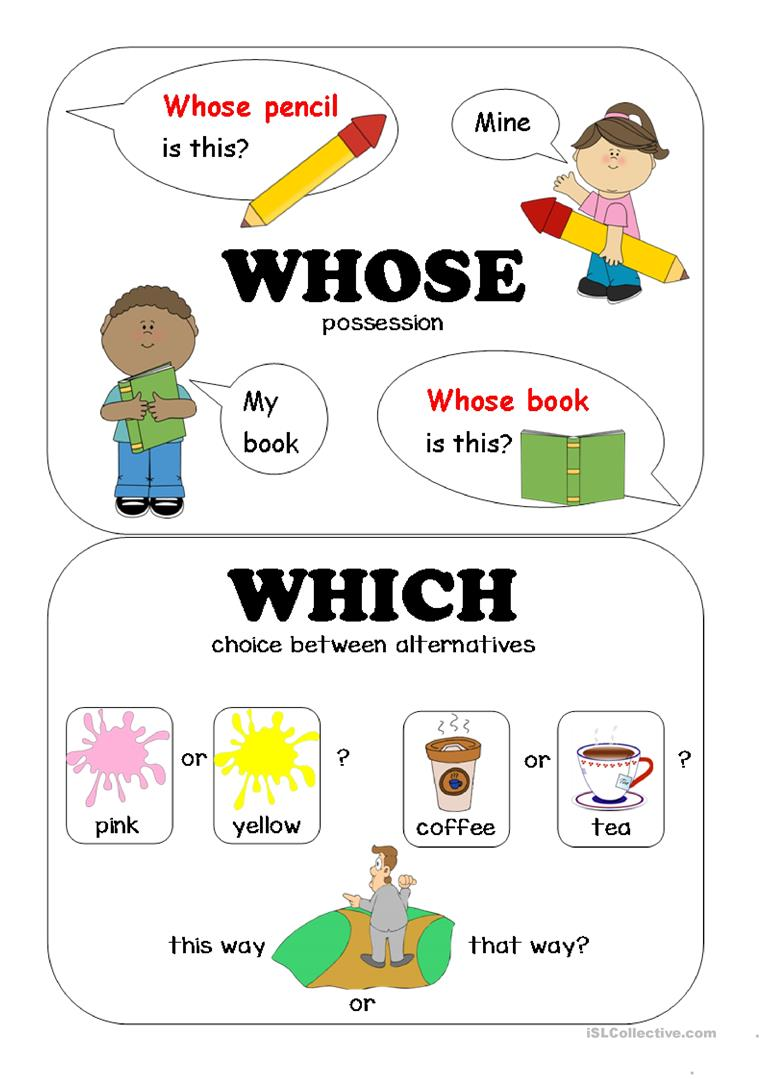 Whose pencil
is this?
Mine
WHOSE
possession
My
book
Whose book
is this?
WHICH
choice between alternatives
or
?
or
?
pink
yellow
coffee
tea
this way
that way?
or
iSLCollective.com